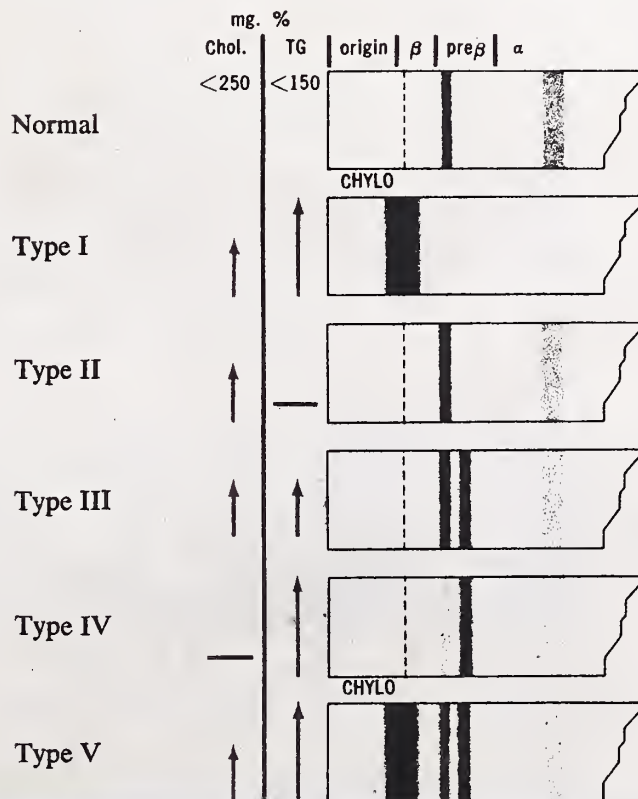 mg. %
Chol. TG origin β preβ α
<250 <150
Normal
CHYLO
Type I
Type II
Type III
Type IV
CHYLO
Type V